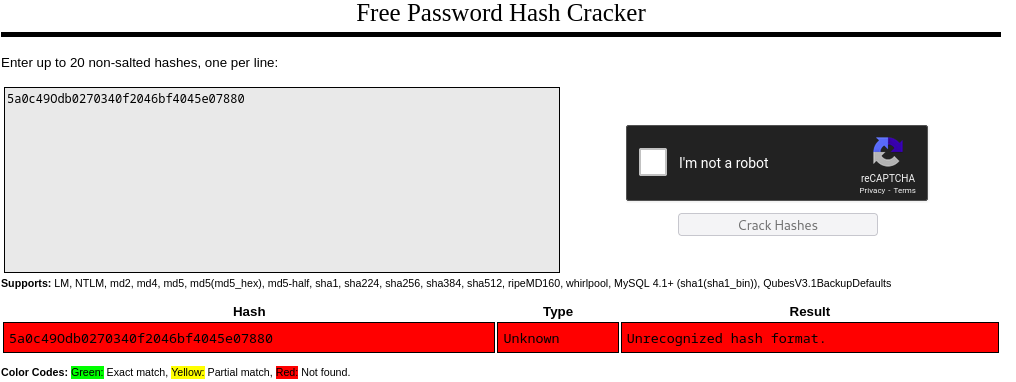 Free Password Hash Cracker
Enter up to 20 non-salted hashes, one per line:
5a0c49Odb0270340f2046bf4045e07880
I'm not a robot
reCAPTCHA
Privacy - Terms
Crack Hashes
Supports: LM, NTLM, md2, md4, md5, md5(md5_hex), md5-half, sha1, sha224, sha256, sha384, sha512, ripeMD160, whirlpool, MySQL 4.1+ (sha1(sha1_bin)), QubesV3.1BackupDefaults
Hash Type Result
5a0c49Odb0270340f2046bf4045e07880 Unknown Unrecognized hash format.
Color Codes: Green: Exact match, Yellow: Partial match, Red: Not found.